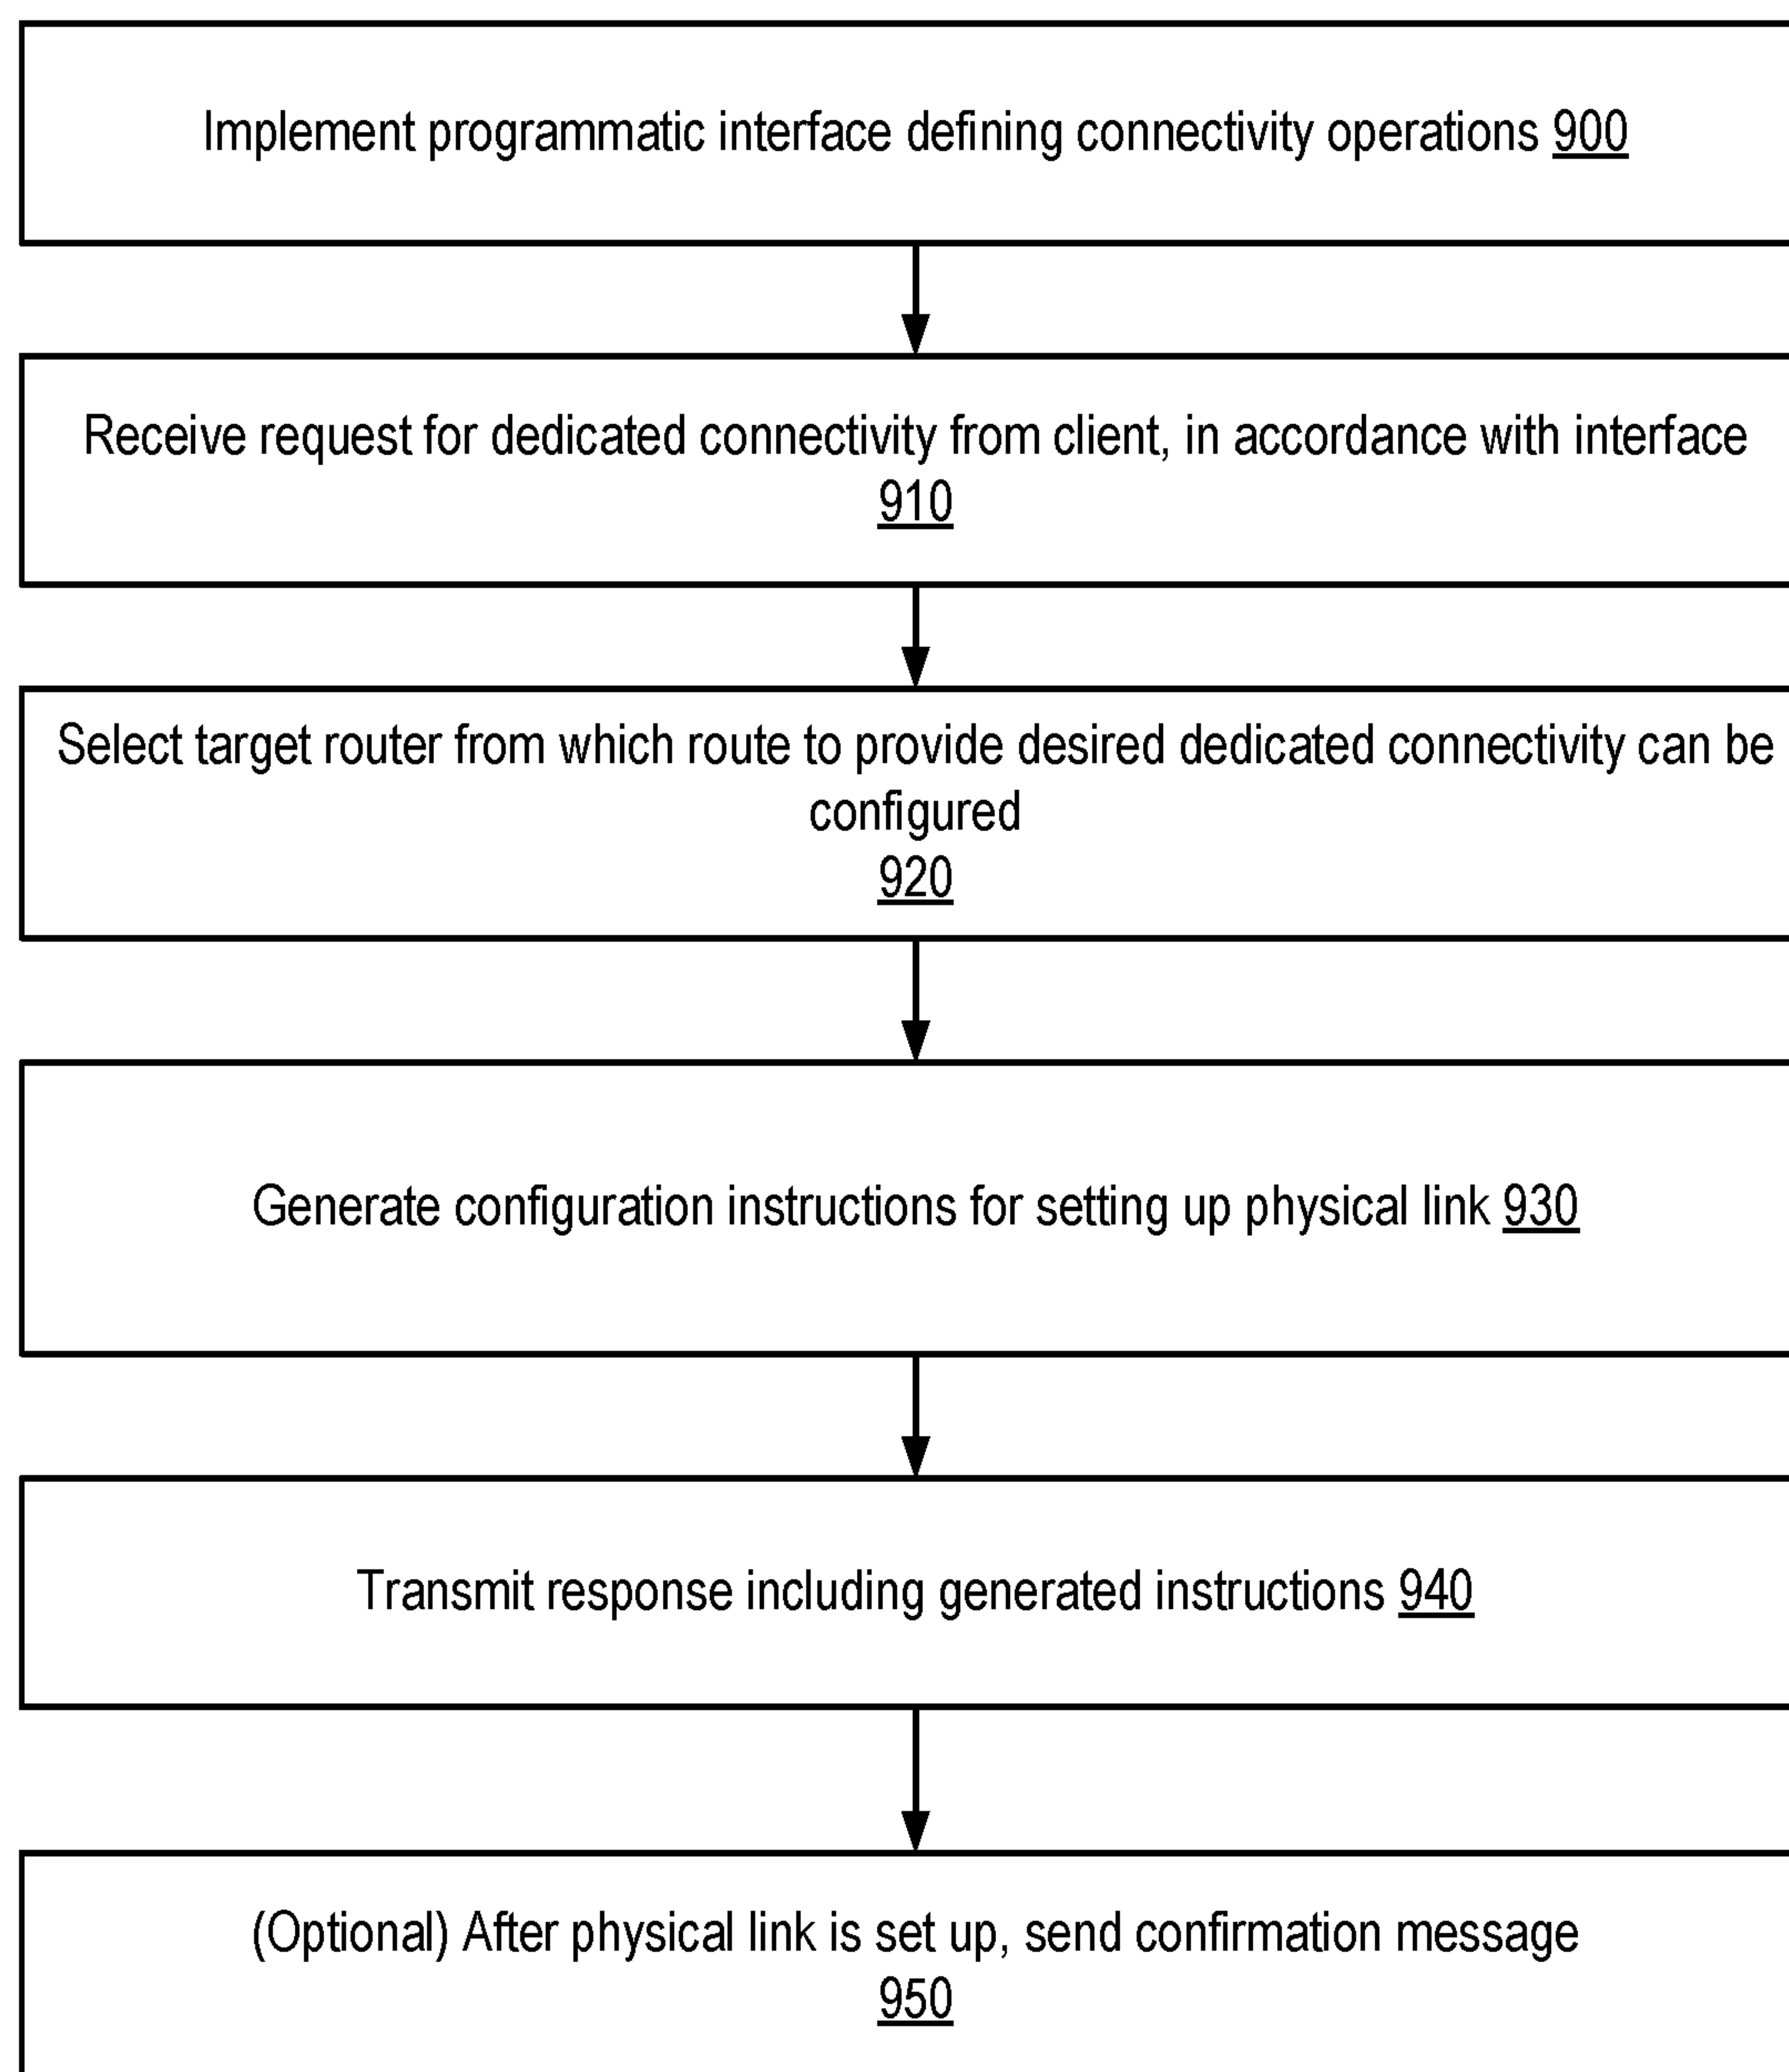 Implement programmatic interface defining connectivity operations 900
Receive request for dedicated connectivity from client, in accordance with interface
910
Select target router from which route to provide desired dedicated connectivity can be
configured
920
Generate configuration instructions for setting up physical link 930
Transmit response including generated instructions 940
(Optional) After physical link is set up, send confirmation message
950